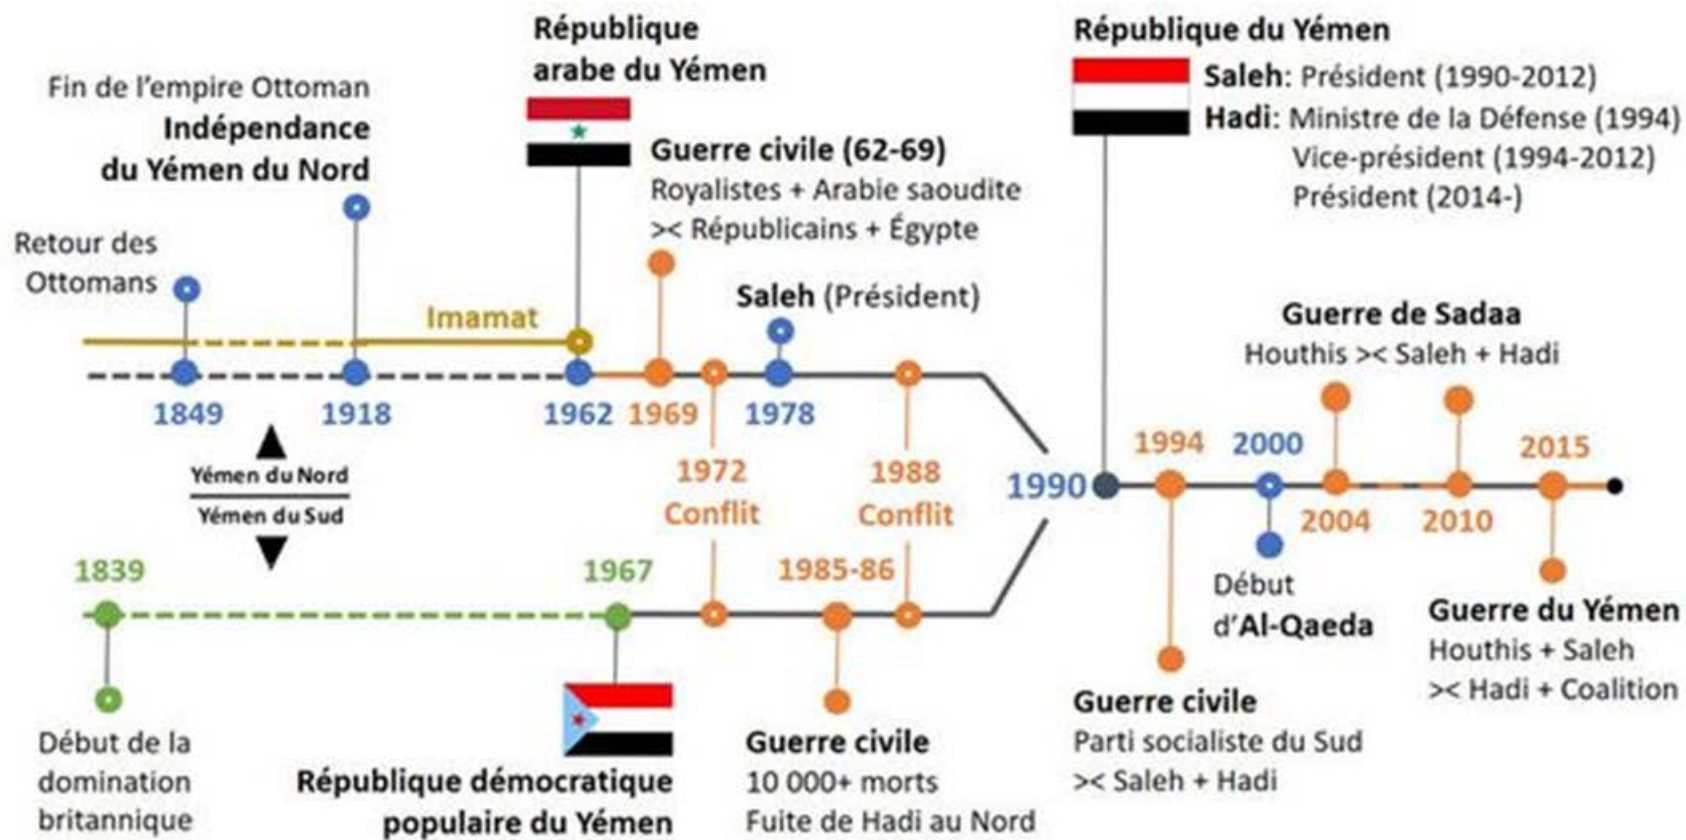 République
arabe du Yémen
République du Yémen
Saleh: Président (1990-2012)
Hadi: Ministre de la Défense (1994)
Vice-président (1994-2012)
Président (2014-)
Fin de l'empire Ottoman
Indépendance
du Yémen du Nord
Guerre civile (62-69)
Royalistes + Arabie saoudite
>< Républicains + Égypte
Retour des
Ottomans
Imamat
Saleh (Président)
Guerre de Sadaa
Houthis >< Saleh + Hadi
1849
1918
1962
1969
1978
Yémen du Nord
Yémen du Sud
1972
Conflit
1988
Conflit
1990
1994
2000
2004
2010
2015
1839
1967
1985-86
Début
d'Al-Qaeda
Guerre du Yémen
Houthis + Saleh
>< Hadi + Coalition
Début de la
domination
britannique
République démocratique
populaire du Yémen
Guerre civile
10 000+ morts
Fuite de Hadi au Nord
Guerre civile
Parti socialiste du Sud
>< Saleh + Hadi